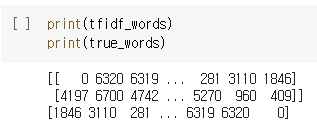 [ ] print(tfidf_words)
print(true_words)
[[   0 6320 6319 ...  281 3110 1846]
 [4197 6700 4742 ... 5270  960  409]]
[1846 3110  281 ... 6319 6320    0]